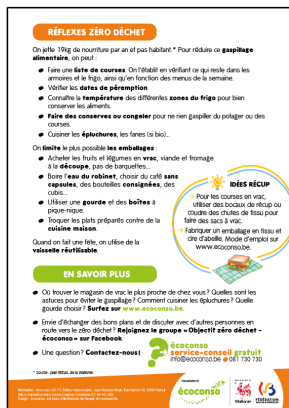 RÉFLEXES ZÉRO DÉCHET
On jette 19kg de nourriture par an et pas habitant.* Pour réduire ce gaspillage
alimentaire, on peut :
● Faire une liste de courses. On l'établit en vérifiant ce qui reste dans les
armoires et le frigo, ainsi qu'en fonction des menus de la semaine.
● Vérifier les dates de péremption.
● Connaître la température des différentes zones du frigo pour bien
conserver les aliments.
● Faire des conserves ou congeler pour ne rien gaspiller du potager ou des
courses.
● Cuisiner les épluchures, les fanes (si bio)...
On limite le plus possible les emballages :
● Acheter les fruits et légumes en vrac, viande et fromage
à la découpe, pas de barquettes...
● Boire l'eau du robinet, choisir du café sans
capsules, des bouteilles consignées, des
cubis...
● Utiliser une gourde et des boîtes à
pique-nique.
● Troquer les plats préparés contre de la
cuisine maison.
Quand on fait une fête, on utilise de la
vaisselle réutilisable.
IDÉES RÉCUP
→ Pour les courses en vrac,
utiliser des bocaux de récup ou
coudre des chutes de tissu pour
faire des sacs à vrac.
→ Fabriquer un emballage en tissu et
cire d'abeille. Mode d'emploi sur
www.ecoconso.be.
EN SAVOIR PLUS
● Où trouver le magasin de vrac le plus proche de chez vous ? Quelles sont les
astuces pour éviter le gaspillage ? Comment cuisiner les épluchures ? Quelle
gourde choisir ? Surfez sur www.ecoconso.be.
● Envie d'échanger des bons plans et de discuter avec d'autres personnes en
route vers le zéro déchet ? Rejoignez le groupe « Objectif zéro déchet -
écoconso » sur Facebook.
● Une question ? Contactez-nous !
écoconso
service-conseil gratuit
info@ecoconso.be 081 730 730
écoconso
Wallonie
FÉDÉRATION